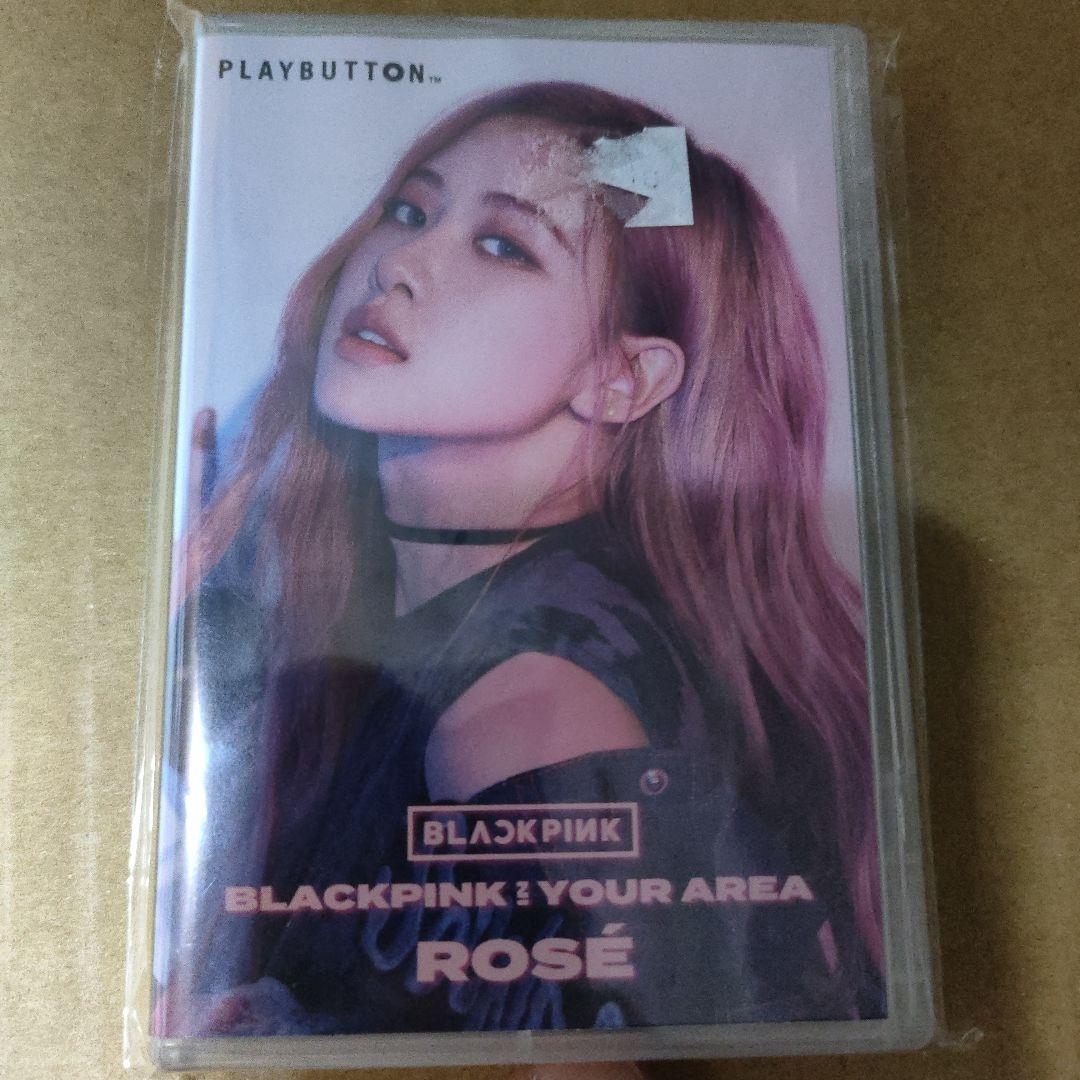 PLAYBUTTON™
BLACKPINK
BLACKPINK IN YOUR AREA
ROSÉ